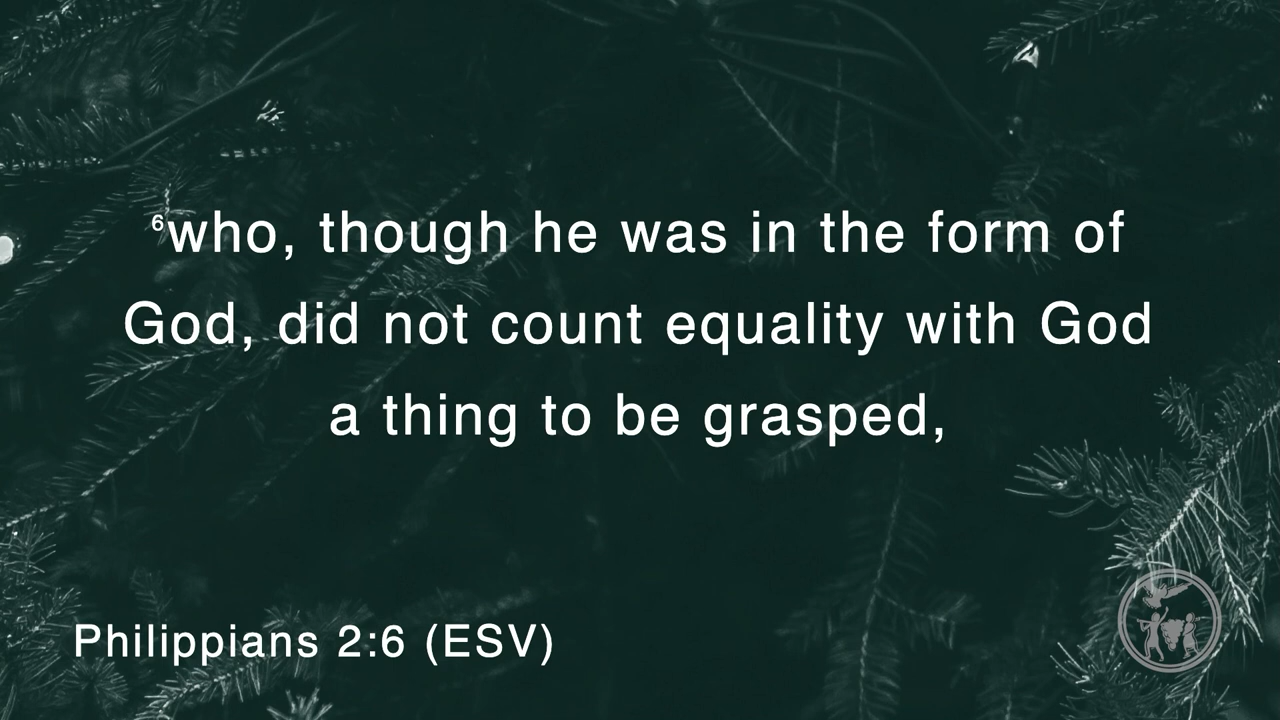 ⁶who, though he was in the form of
God, did not count equality with God
a thing to be grasped,
Philippians 2:6 (ESV)